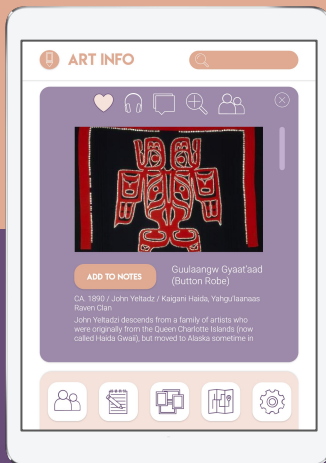 ART INFO
ADD TO NOTES
Guulaangw Gyaat'aad
(Button Robe)
CA. 1890 / John Yeltadz / Kaigani Haida, Yahgu'laanaas
Raven Clan
John Yeltadzi descends from a family of artists who
were originally from the Queen Charlotte Islands (now
called Haida Gwaii), but moved to Alaska sometime in